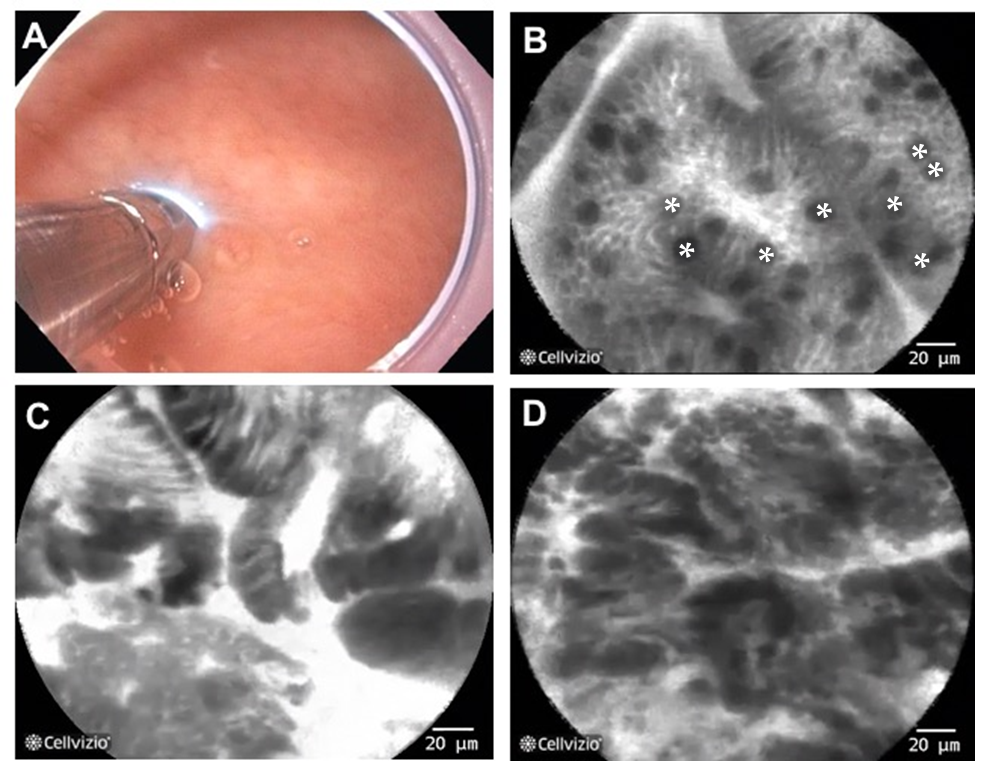 A
B
* * * * * * * * *
Cellvizio
20 µm
C
D
Cellvizio
20 µm
Cellvizio
20 µm